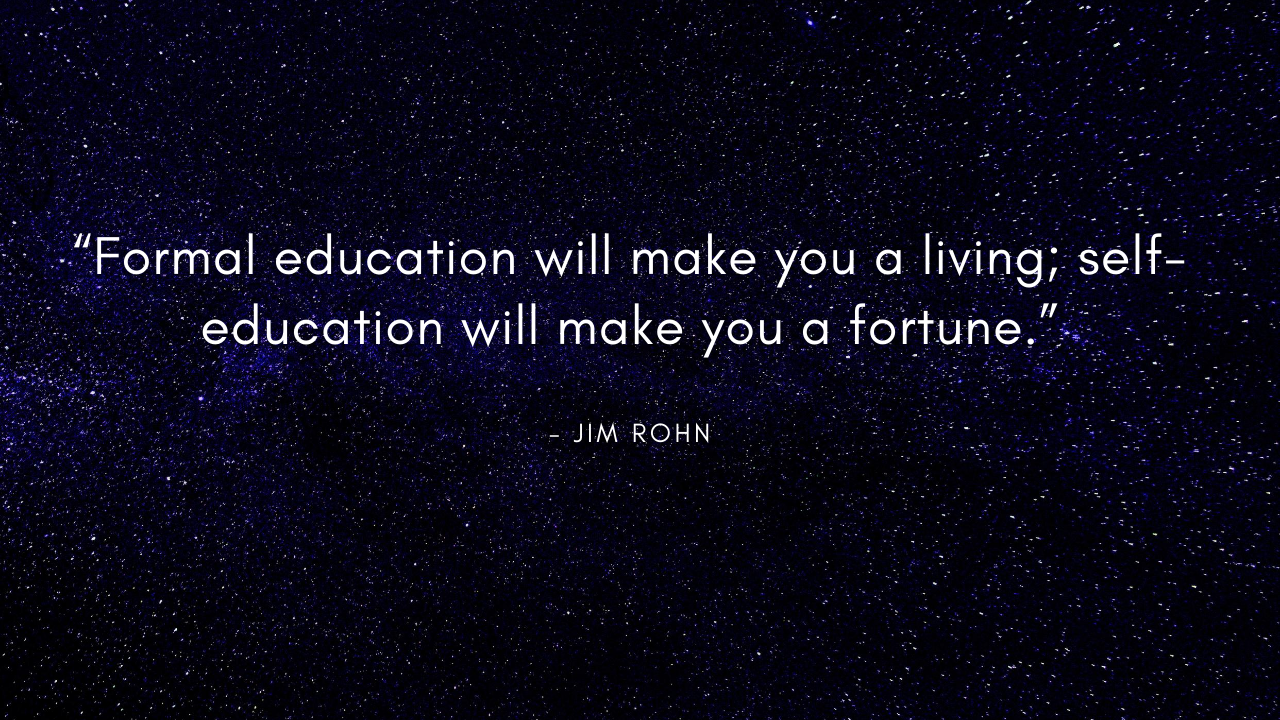 “Formal education will make you a living; self-
education will make you a fortune.”
- JIM ROHN